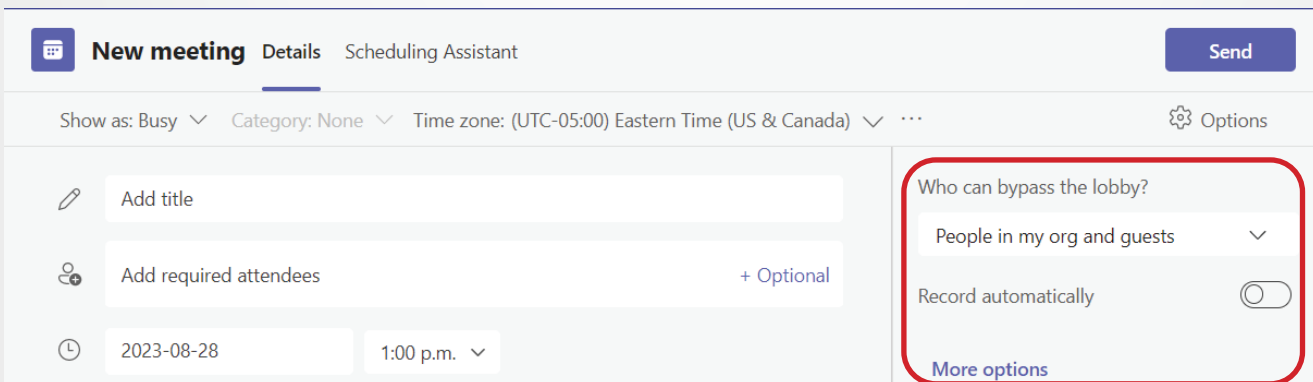 New meeting Details Scheduling Assistant Send
Show as: Busy Category: None Time zone: (UTC-05:00) Eastern Time (US & Canada) ... Options
Add title
Add required attendees + Optional
2023-08-28 1:00 p.m.
Who can bypass the lobby?
People in my org and guests
Record automatically
More options